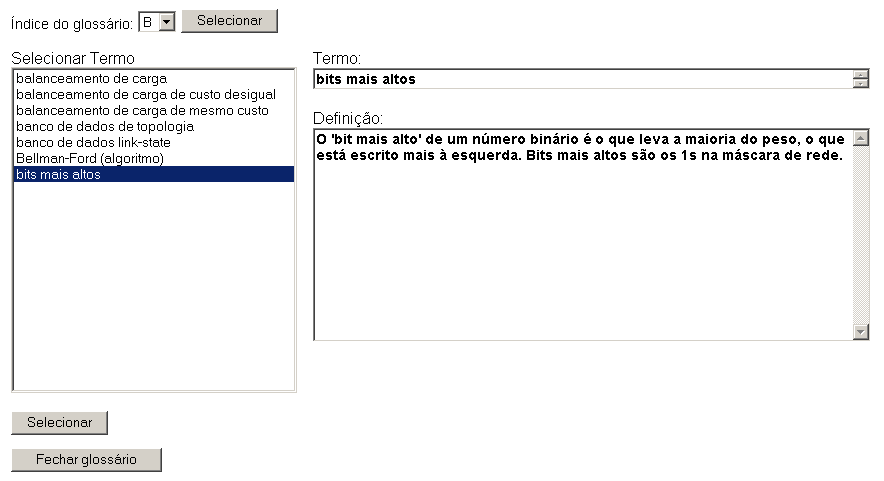 Índice do glossário: B Selecionar
Selecionar Termo
balanceamento de carga
balanceamento de carga de custo desigual
balanceamento de carga de mesmo custo
banco de dados de topologia
banco de dados link-state
Bellman-Ford (algoritmo)
bits mais altos
Termo:
bits mais altos
Definição:
O 'bit mais alto' de um número binário é o que leva a maioria do peso, o que
está escrito mais à esquerda. Bits mais altos são os 1s na máscara de rede.
Selecionar
Fechar glossário